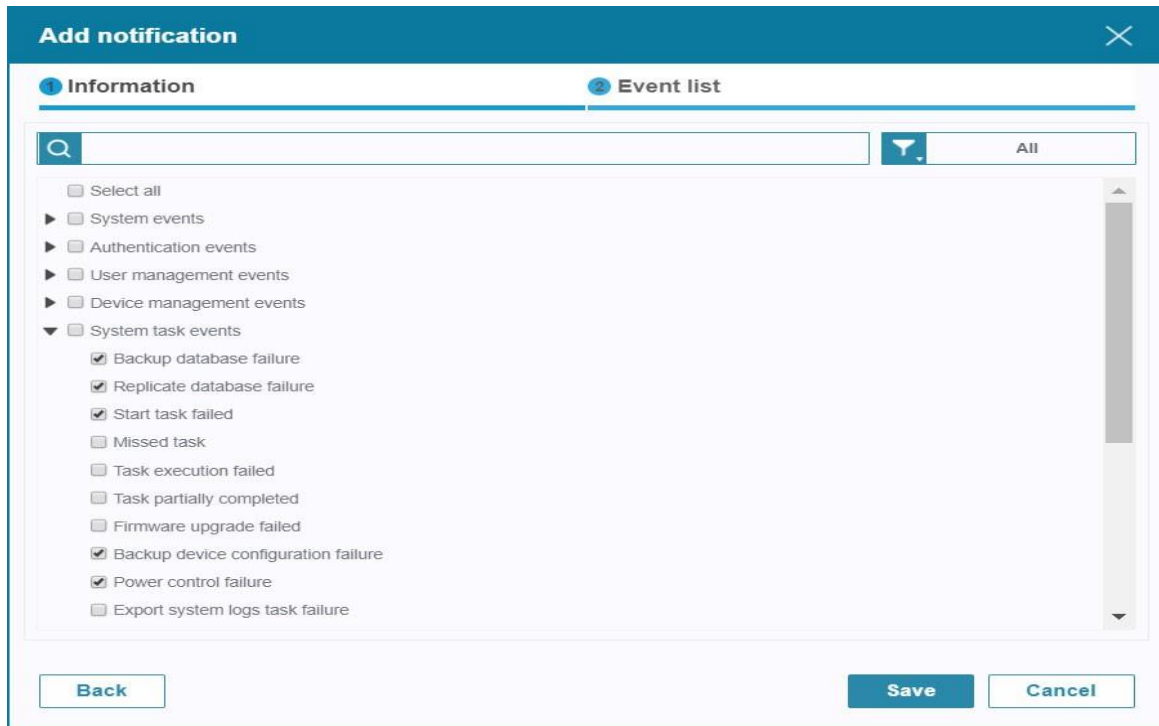 Add notification
1 Information
2 Event list
All
Select all
System events
Authentication events
User management events
Device management events
System task events
Backup database failure
Replicate database failure
Start task failed
Missed task
Task execution failed
Task partially completed
Firmware upgrade failed
Backup device configuration failure
Power control failure
Export system logs task failure
Back
Save
Cancel